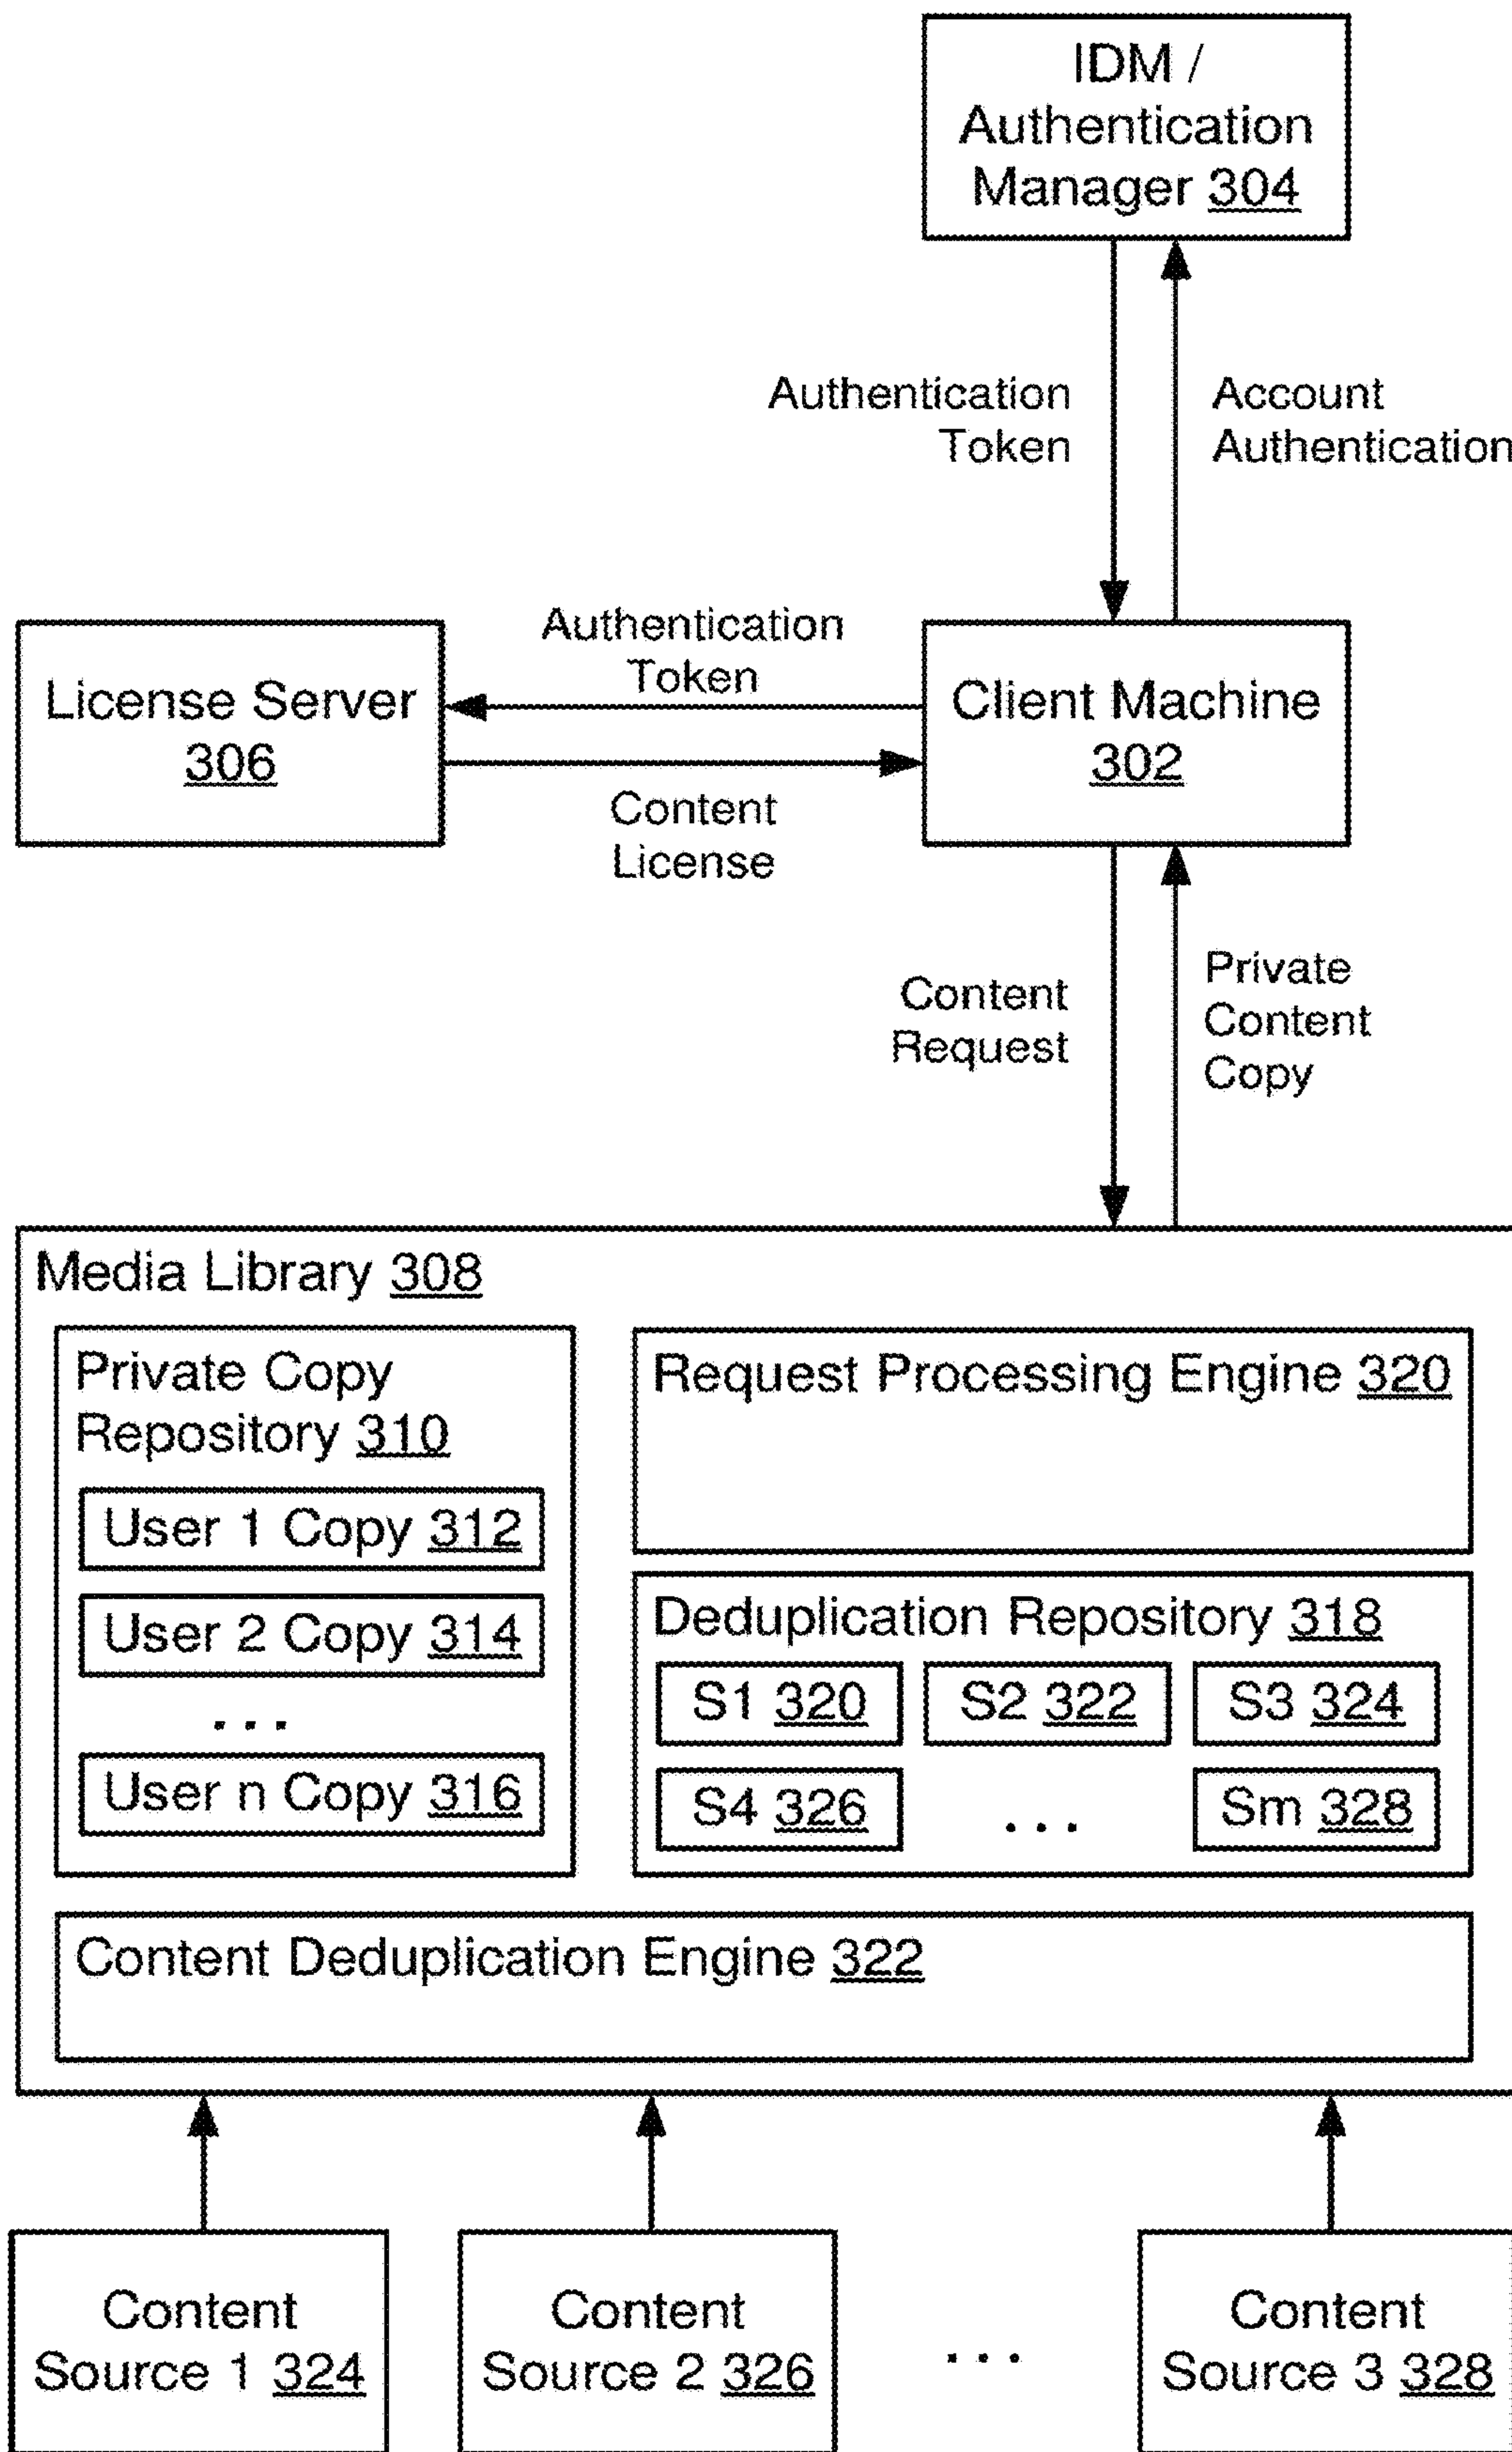 IDM /
Authentication
Manager 304
Authentication
Token
Account
Authentication
License Server
306
Authentication
Token
Content
License
Client Machine
302
Content
Request
Private
Content
Copy
Media Library 308
Private Copy
Repository 310
User 1 Copy 312
User 2 Copy 314
...
User n Copy 316
Request Processing Engine 320
Deduplication Repository 318
S1 320
S2 322
S3 324
S4 326
...
Sm 328
Content Deduplication Engine 322
Content
Source 1 324
Content
Source 2 326
...
Content
Source 3 328